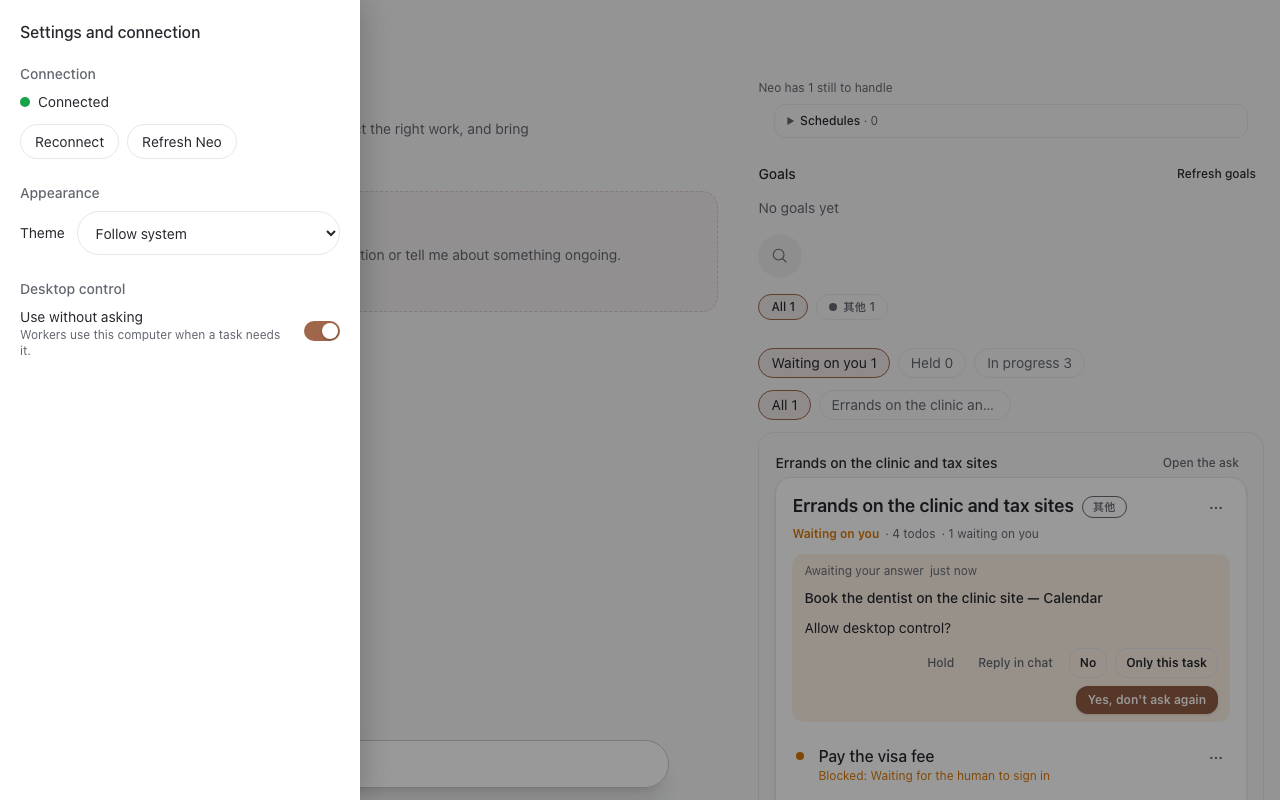 Settings and connection
Connection
Connected
Reconnect
Refresh Neo
Appearance
Theme
Follow system
Desktop control
Use without asking
Workers use this computer when a task needs
it.
t the right work, and bring
tion or tell me about something ongoing.
Neo has 1 still to handle
Schedules · 0
Goals
Refresh goals
No goals yet
All 1
其他 1
Waiting on you 1
Held 0
In progress 3
All 1
Errands on the clinic an...
Errands on the clinic and tax sites
Open the ask
Errands on the clinic and tax sites
其他
Waiting on you · 4 todos · 1 waiting on you
Awaiting your answer just now
Book the dentist on the clinic site — Calendar
Allow desktop control?
Hold
Reply in chat
No
Only this task
Yes, don't ask again
Pay the visa fee
Blocked: Waiting for the human to sign in